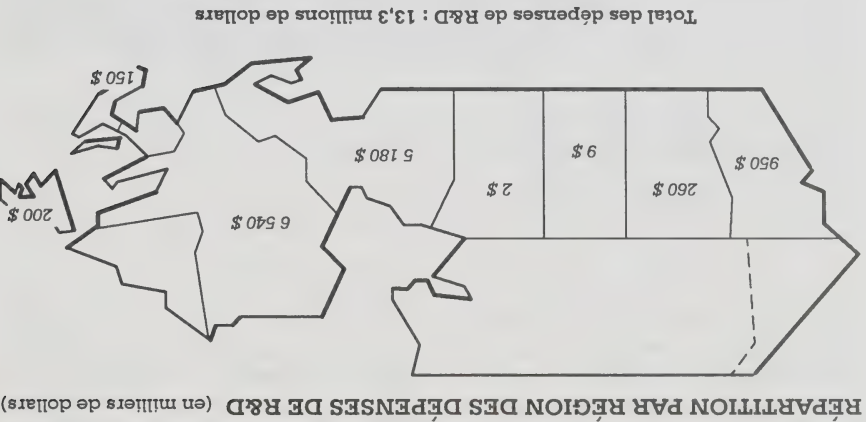 RÉPARTITION PAR RÉGION DES DÉPENSES DE R&D (en milliers de dollars)
200 $
6 540 $
950 $
260 $
9 $
2 $
5 180 $
150 $
Total des dépenses de R&D : 13,3 millions de dollars